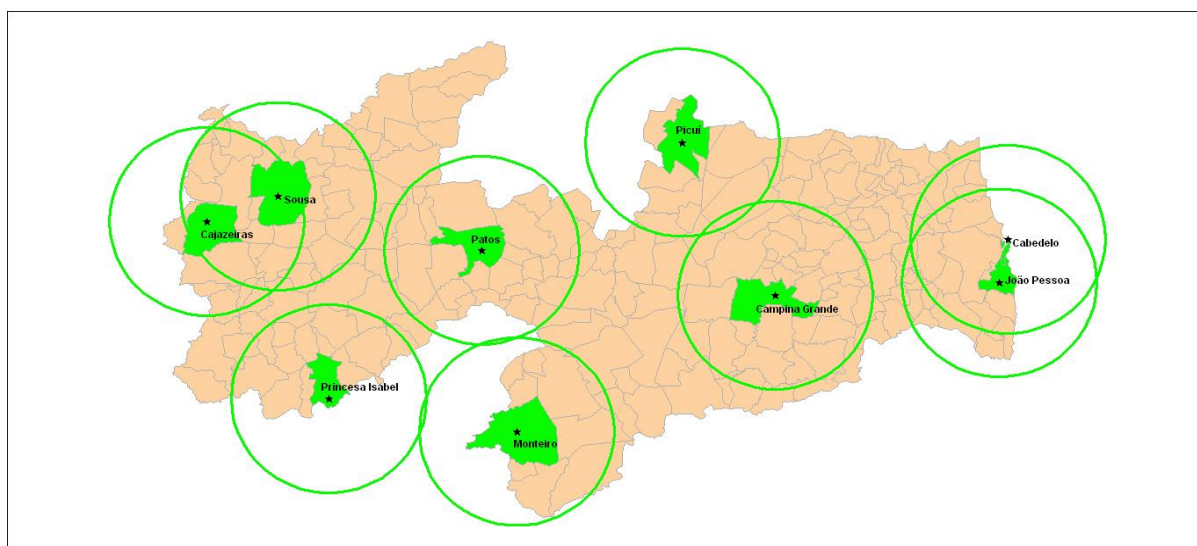 Picuí
Sousa
Cajazeiras
Patos
Cabedelo
João Pessoa
Campina Grande
Princesa Isabel
Monteiro